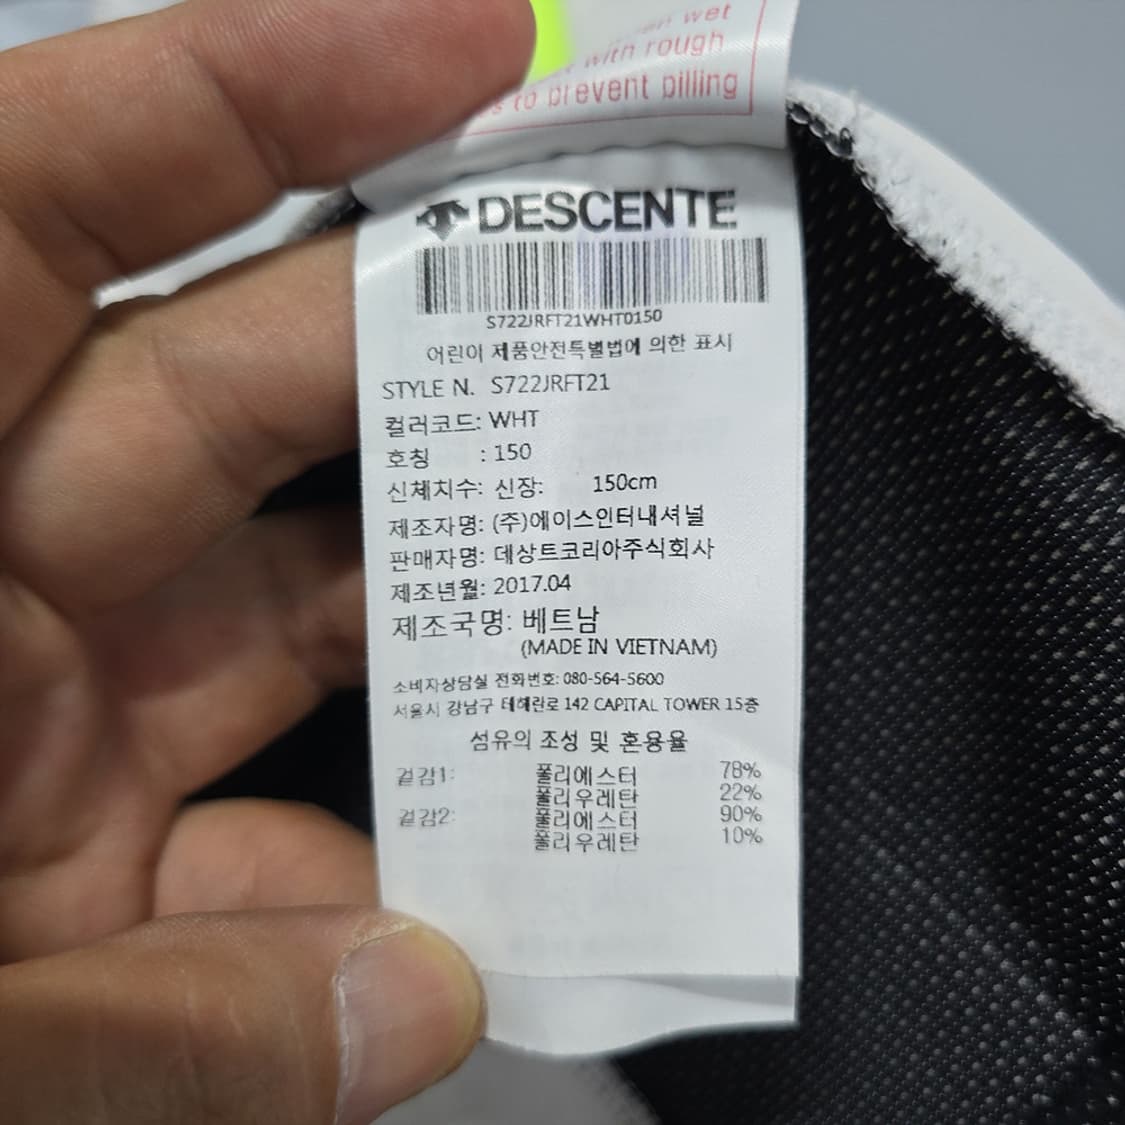 wet
with rough
to prevent pilling
DESCENTE
S722JRFT21WHT0150
어린이 제품안전특별법에 의한 표시
STYLE N. S722JRFT21
컬러코드: WHT
호칭 : 150
신체치수: 신장: 150cm
제조자명: (주)에이스인터내셔널
판매자명: 데상트코리아주식회사
제조년월: 2017.04
제조국명: 베트남
(MADE IN VIETNAM)
소비자상담실 전화번호: 080-564-5600
서울시 강남구 테헤란로 142 CAPITAL TOWER 15층
섬유의 조성 및 혼용율
겉감1: 폴리에스터 78%
폴리우레탄 22%
겉감2: 폴리에스터 90%
폴리우레탄 10%